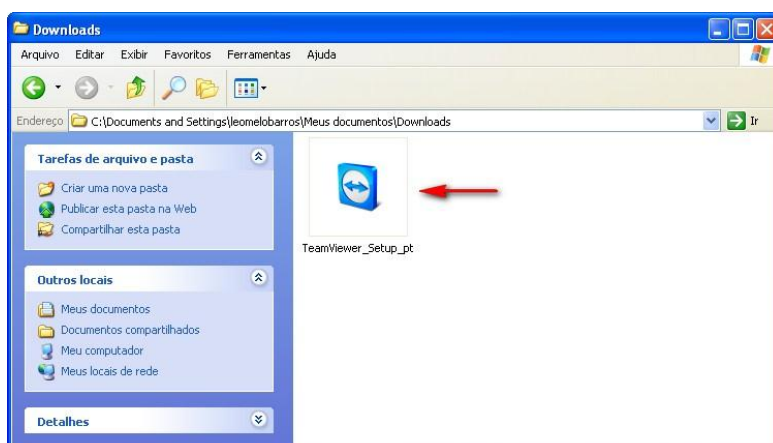 Downloads
Arquivo Editar Exibir Favoritos Ferramentas Ajuda
Endereço C:\Documents and Settings\leomelobarros\Meus documentos\Downloads Ir
Tarefas de arquivo e pasta
Criar uma nova pasta
Publicar esta pasta na Web
Compartilhar esta pasta
Outros locais
Meus documentos
Documentos compartilhados
Meu computador
Meus locais de rede
Detalhes
TeamViewer_Setup_pt